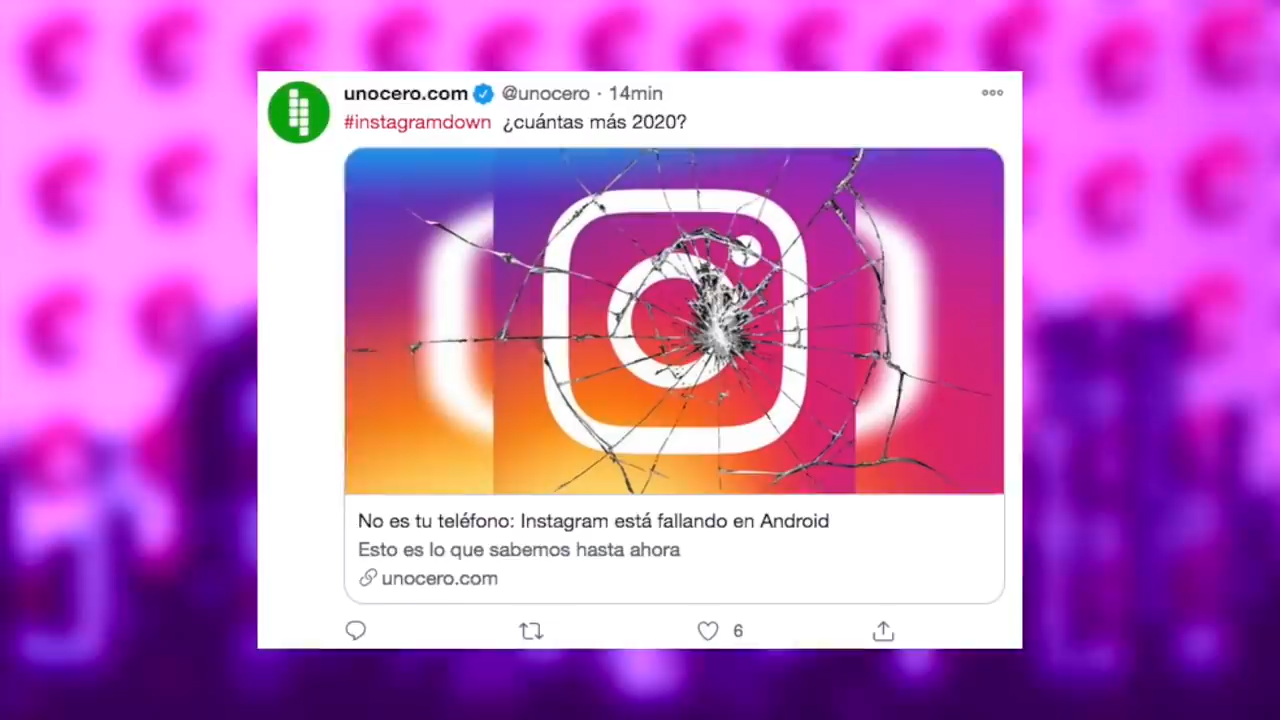 unocero.com @unocero · 14min
#instagramdown ¿cuántas más 2020?
No es tu teléfono: Instagram está fallando en Android
Esto es lo que sabemos hasta ahora
unocero.com
6